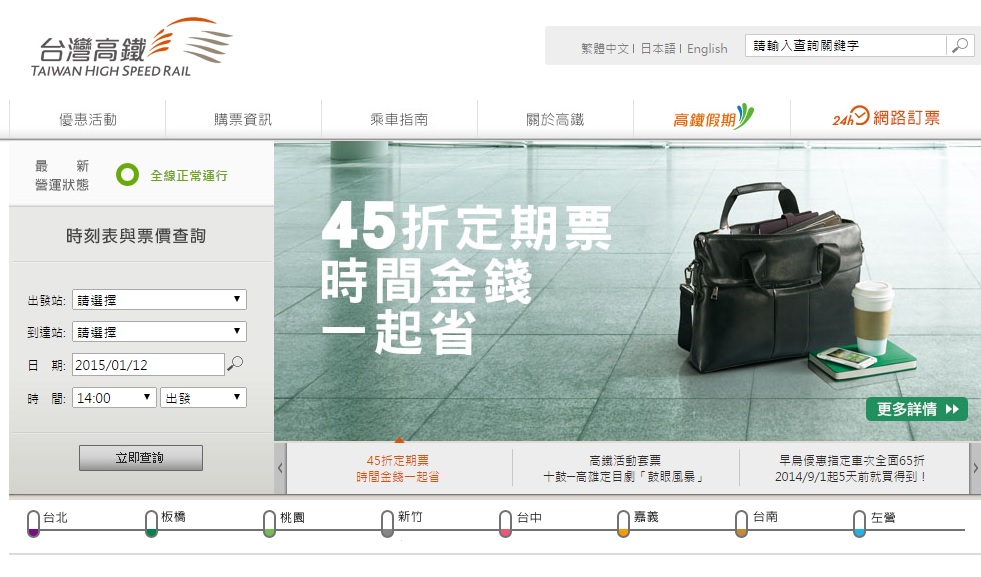 台灣高鐵
TAIWAN HIGH SPEED RAIL
繁體中文 | 日本語 | English
請輸入查詢關鍵字
優惠活動
購票資訊
乘車指南
關於高鐵
高鐵假期
24h 網路訂票
最 新
營運狀態
全線正常運行
時刻表與票價查詢
出發站: 請選擇
到達站: 請選擇
日 期: 2015/01/12
時 間: 14:00 出發
立即查詢
45折定期票
時間金錢
一起省
更多詳情
45折定期票
時間金錢一起省
高鐵活動套票
十鼓─高雄定目劇「鼓眼風暴」
早鳥優惠指定車次全面65折
2014/9/1起5天前就買得到！
台北
板橋
桃園
新竹
台中
嘉義
台南
左營